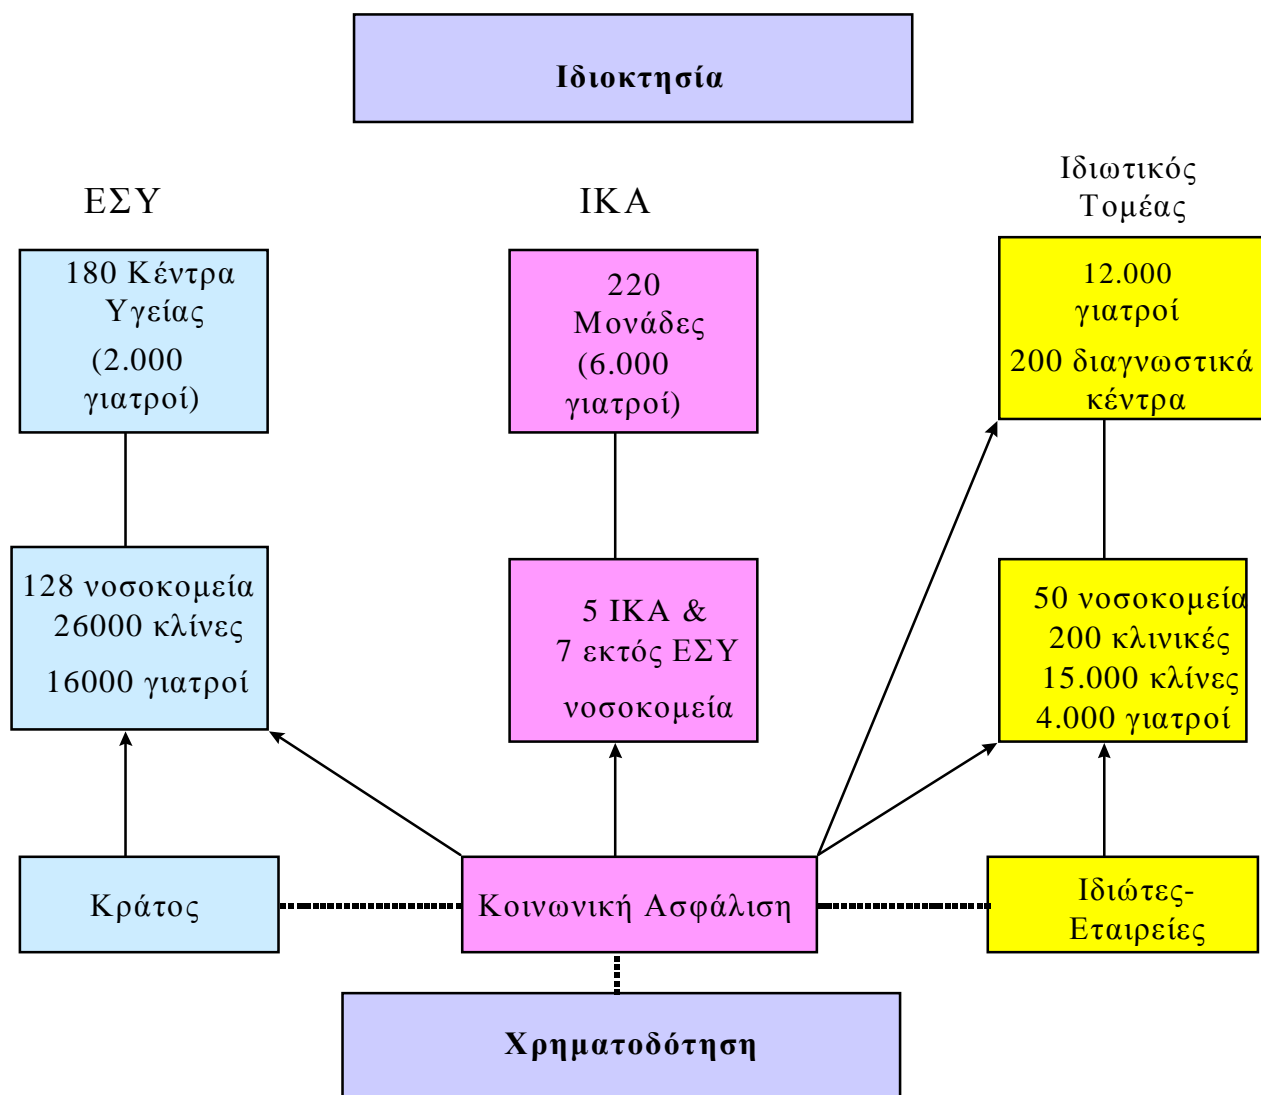 Ιδιοκτησία
ΕΣΥ
ΙΚΑ
Ιδιωτικός
Τομέας
180 Κέντρα
Υγείας
(2.000
γιατροί)
220
Μονάδες
(6.000
γιατροί)
12.000
γιατροί
200 διαγνωστικά
κέντρα
128 νοσοκομεία
26000 κλίνες
16000 γιατροί
5 ΙΚΑ &
7 εκτός ΕΣΥ
νοσοκομεία
50 νοσοκομεία
200 κλινικές
15.000 κλίνες
4.000 γιατροί
Κράτος
Κοινωνική Ασφάλιση
Ιδιώτες-
Εταιρείες
Χρηματοδότηση